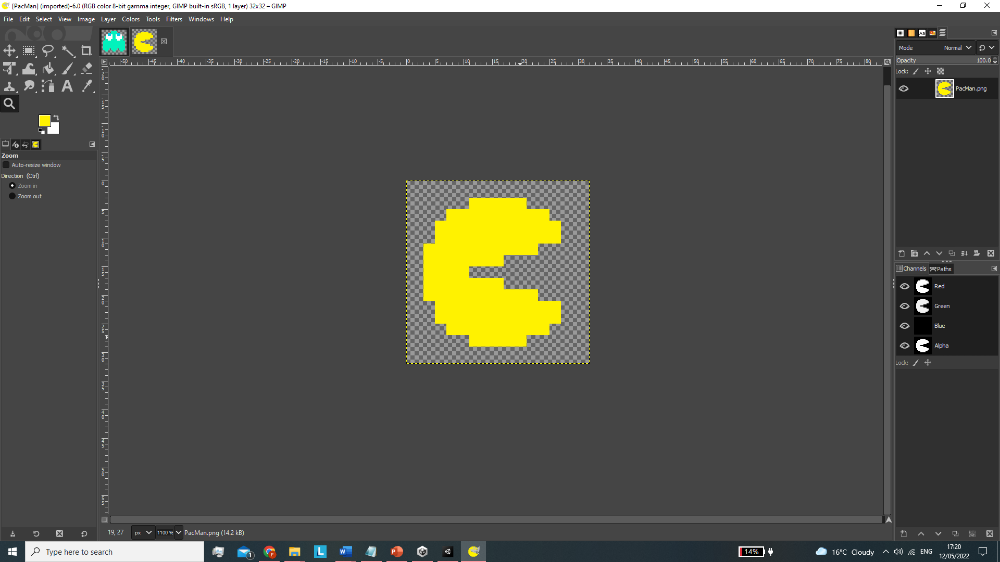 [PacMan] (imported)-6.0 (RGB color 8-bit gamma integer, GIMP built-in sRGB, 1 layer) 32x32 – GIMP
File Edit Select View Image Layer Colors Tools Filters Windows Help
Mode Normal
Opacity 100.0
-50 -45 -40 -35 -30 -25 -20 -15 -10 -5 0 5 10 15 20 25 30 35 40 45 50 55 60 65 70 75 80
Lock:
PacMan.png
Zoom
Auto-resize window
Direction (Ctrl)
Zoom in
Zoom out
Channels Paths
Red
Green
Blue
Alpha
Lock:
19, 27 px 1100 % PacMan.png (14.2 kB)
Type here to search
14%
16°C Cloudy
ENG
17:20
12/05/2022